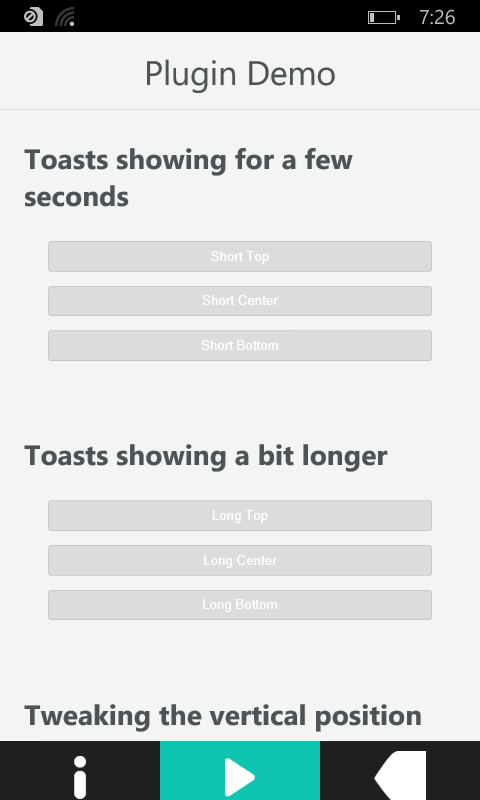 7:26
Plugin Demo
Toasts showing for a few
seconds
Short Top
Short Center
Short Bottom
Toasts showing a bit longer
Long Top
Long Center
Long Bottom
Tweaking the vertical position